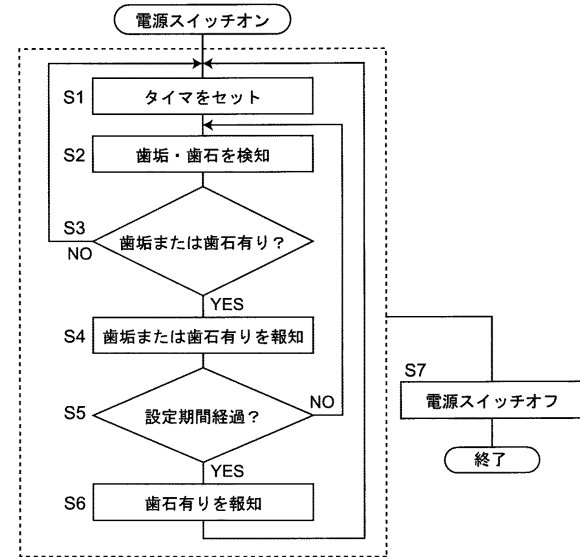 電源スイッチオン
S1
タイマをセット
S2
歯垢・歯石を検知
S3
歯垢または歯石有り？
NO
YES
S4
歯垢または歯石有りを報知
S5
設定期間経過？
NO
YES
S6
歯石有りを報知
S7
電源スイッチオフ
終了